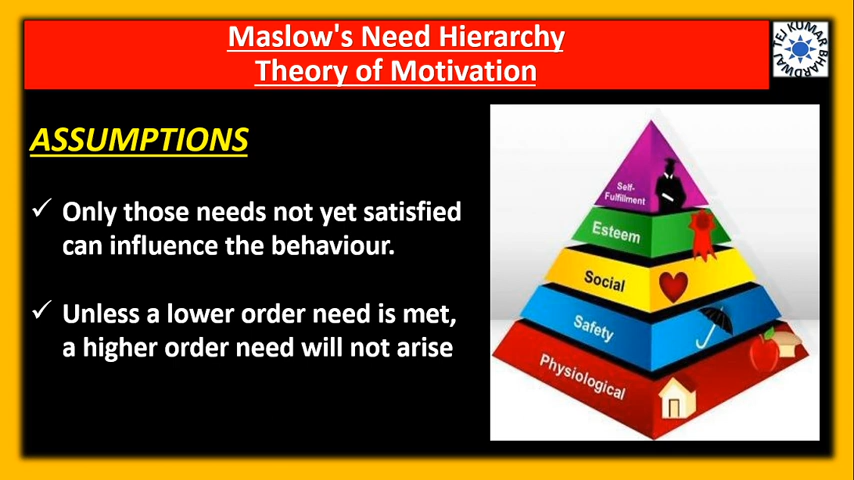 Maslow's Need Hierarchy
Theory of Motivation
TEJ KUMAR BHARDWAJ
ASSUMPTIONS
✓ Only those needs not yet satisfied
can influence the behaviour.
✓ Unless a lower order need is met,
a higher order need will not arise
Self-
Fulfillment
Esteem
Social
Safety
Physiological